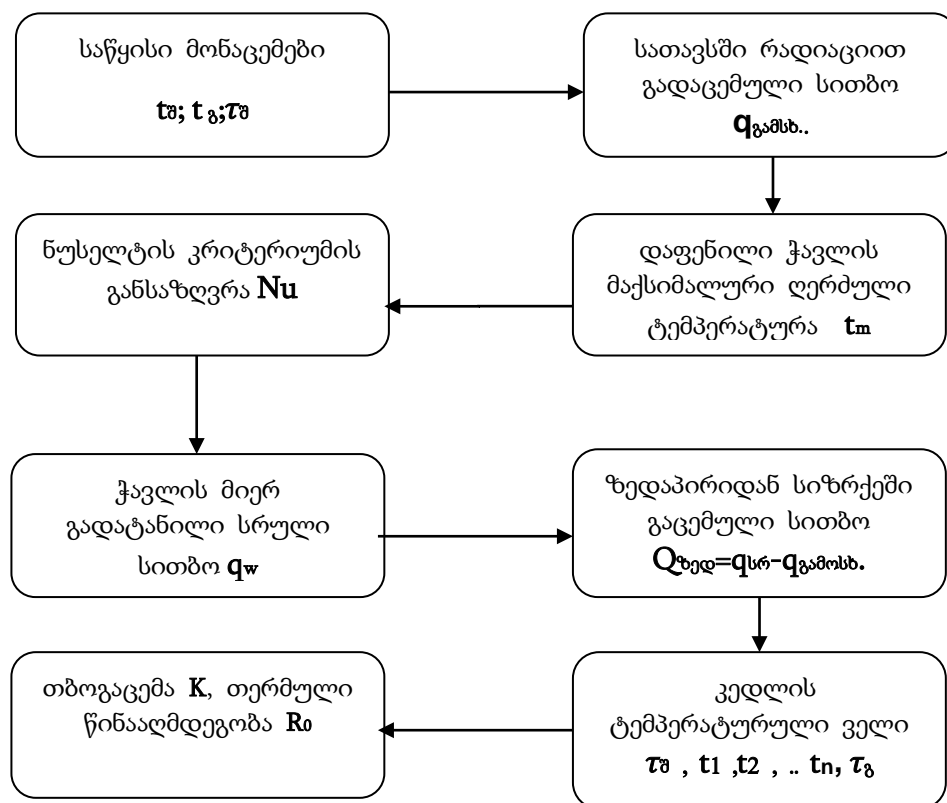 საწყისი მონაცემები
tშ; t გ;τშ
სათავსში რადიაციით
გადაცემული სითბო
qგამსხ..
დაფენილი ჭავლის
მაქსიმალური ღერძული
ტემპერატურა tm
ნუსელტის კრიტერიუმის
განსაზღვრა Nu
ჭავლის მიერ
გადატანილი სრული
სითბო qw
ზედაპირიდან სიზრქეში
გაცემული სითბო
Qზედ=qსრ-qგამოსხ.
კედლის
ტემპერატურული ველი
τშ , t1 ,t2 , .. tn, τგ
თბოგაცემა K, თერმული
წინააღმდეგობა R0